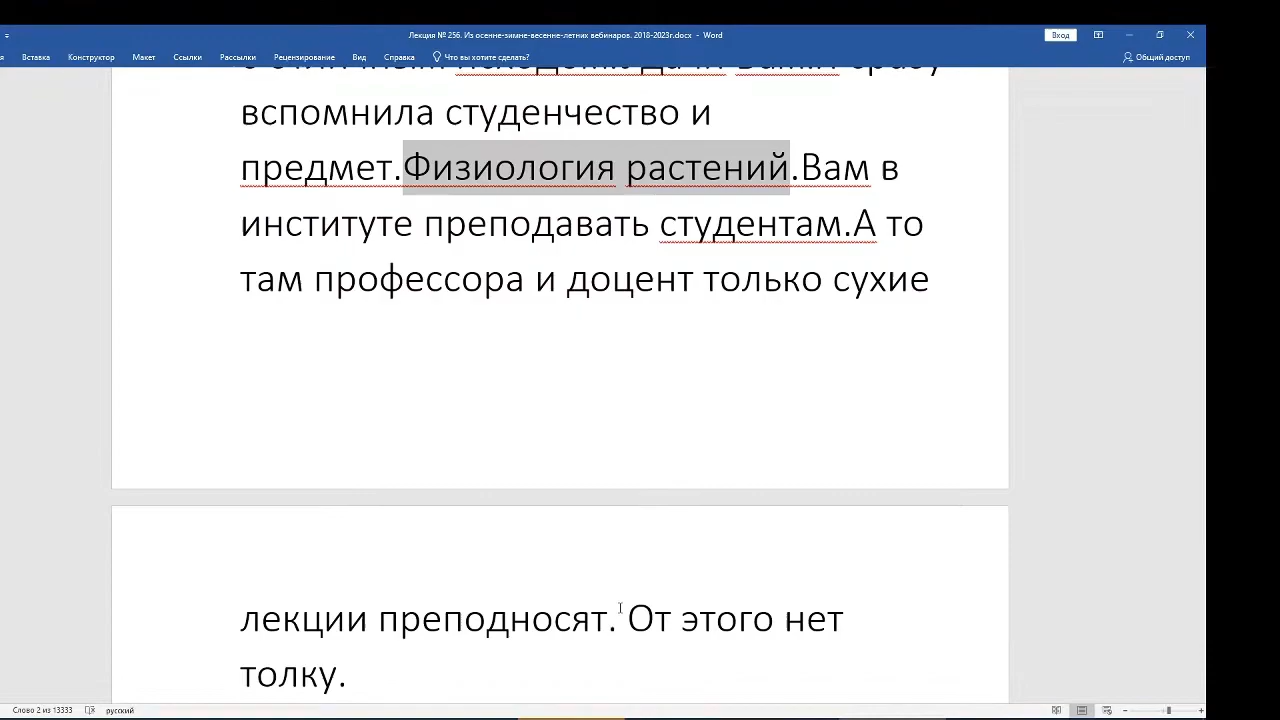 Лекция № 256. Из осенне-зимне-весенне-летних вебинаров. 2018-2023г.docx - Word
Вход
Вставка Конструктор Макет Ссылки Рассылки Рецензирование Вид Справка Что вы хотите сделать? Общий доступ
вспомнила студенчество и
предмет.Физиология растений.Вам в
институте преподавать студентам.А то
там профессора и доцент только сухие
лекции преподносят. От этого нет
толку.
Слово 2 из 13333 русский